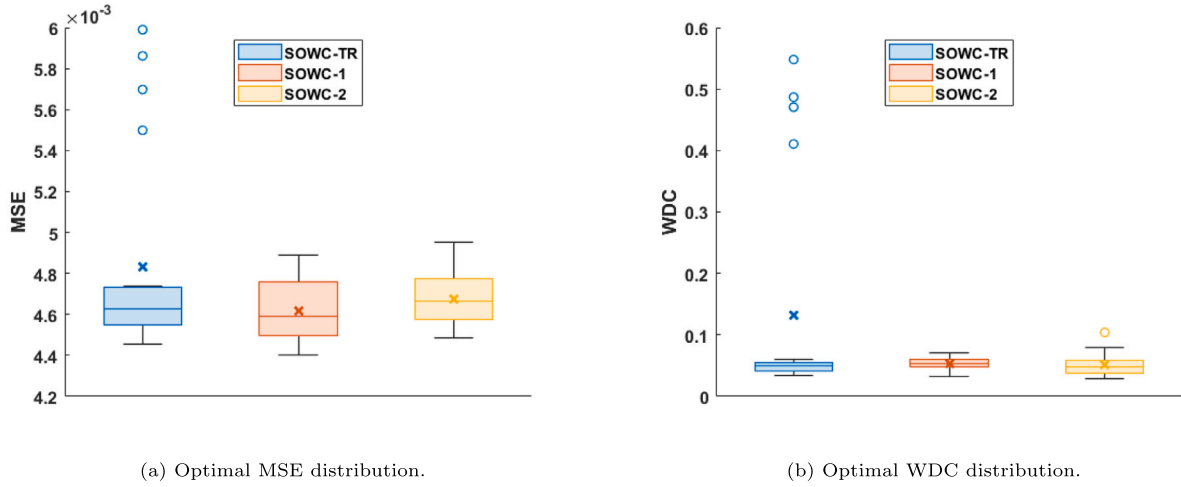 ×10⁻³
6
5.8
5.6
5.4
5.2
5
4.8
4.6
4.4
4.2
MSE
SOWC-TR
SOWC-1
SOWC-2
(a) Optimal MSE distribution.
0.6
0.5
0.4
0.3
0.2
0.1
0
WDC
SOWC-TR
SOWC-1
SOWC-2
(b) Optimal WDC distribution.